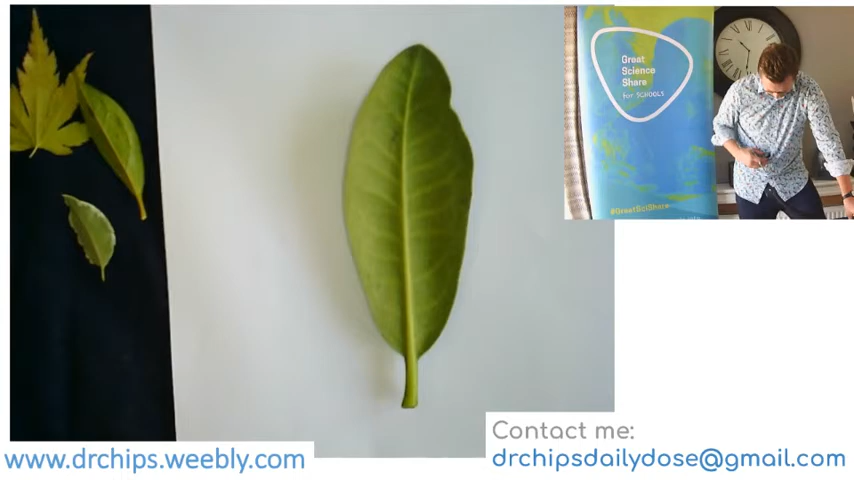 Great
Science
Share
for SCHOOLS
#GreatSciShare
Contact me:
www.drchips.weebly.com
drchipsdailydose@gmail.com